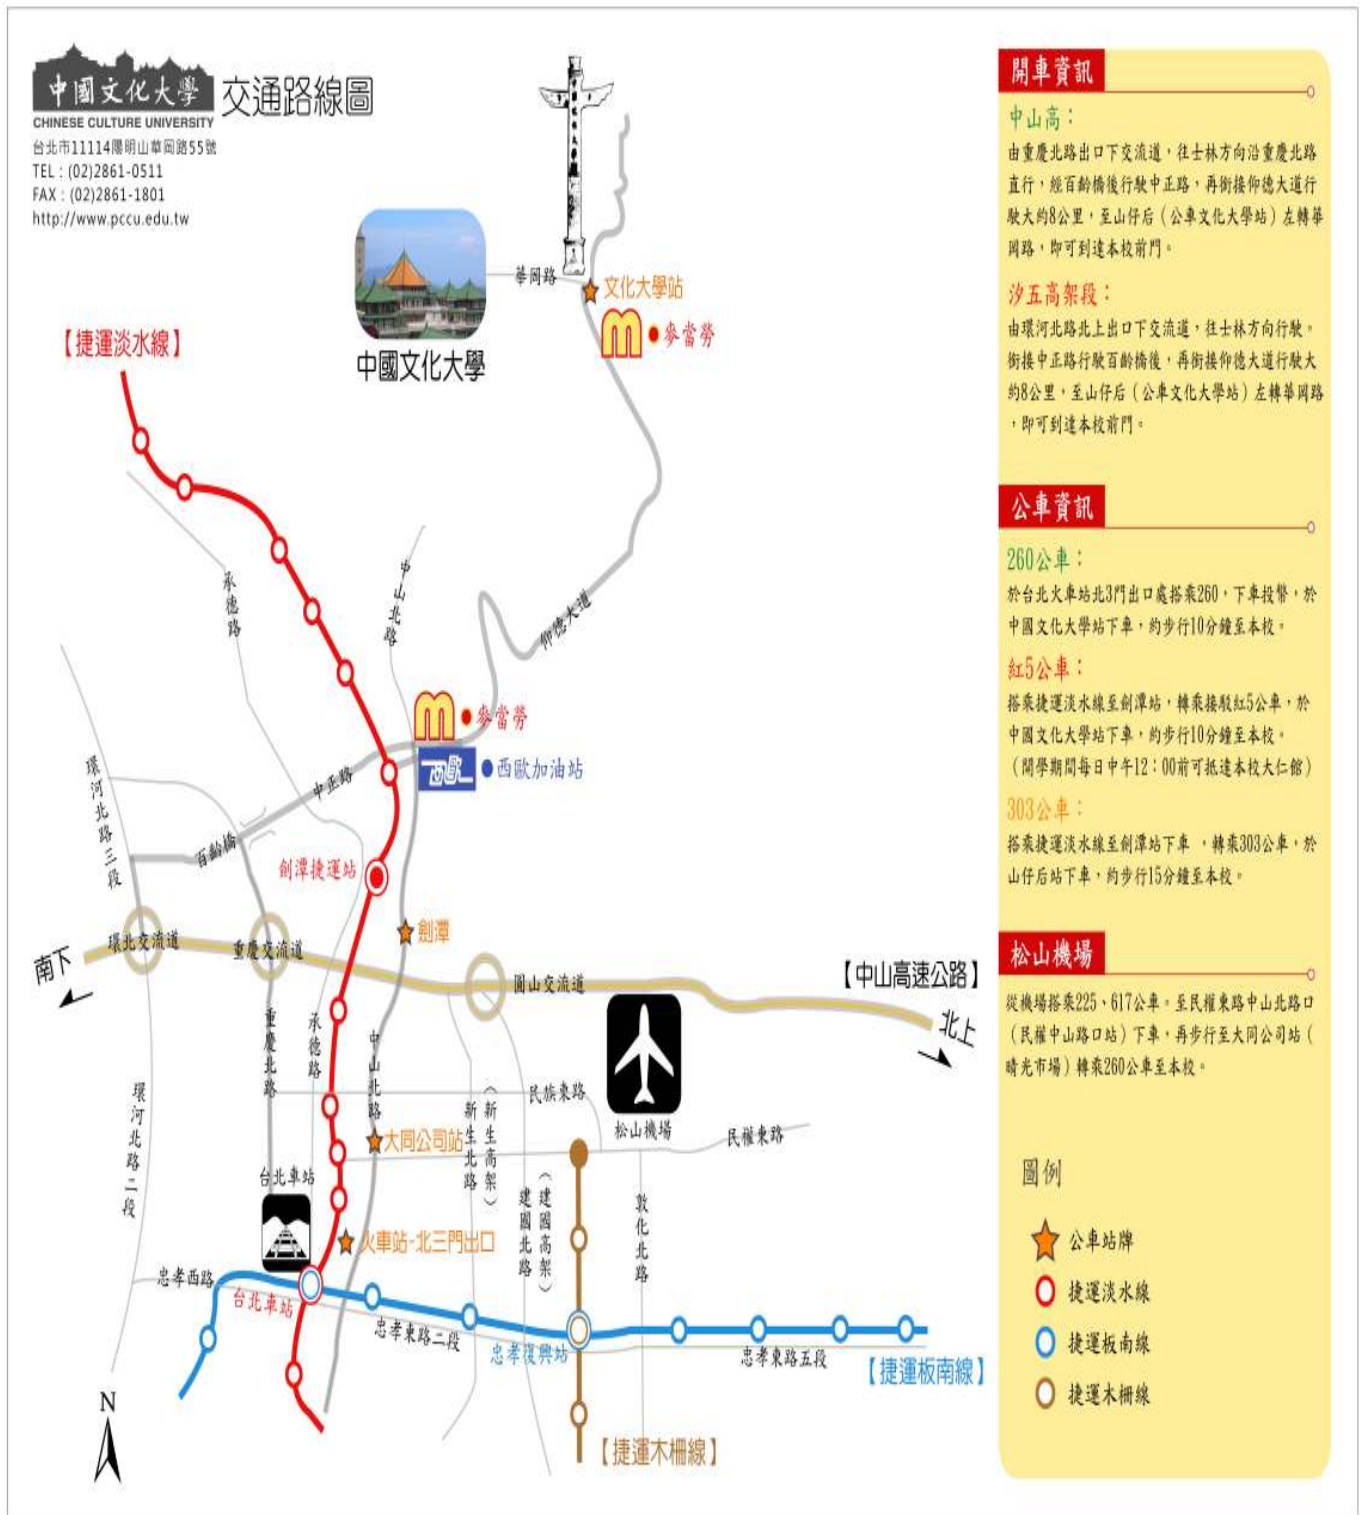 中國文化大學
CHINESE CULTURE UNIVERSITY
交通路線圖
台北市11114陽明山華岡路55號
TEL : (02)2861-0511
FAX : (02)2861-1801
http://www.pccu.edu.tw
華岡路
文化大學站
麥當勞
中國文化大學
【捷運淡水線】
承德路
中山北路
仰德大道
麥當勞
西歐
西歐加油站
中正路
環河北路三段
百齡橋
劍潭捷運站
劍潭
南下
環北交流道
重慶交流道
圓山交流道
【中山高速公路】
北上
重慶北路
承德路
中山北路
環河北路二段
民族東路
松山機場
民權東路
大同公司站
新生北路
（新生高架）
建國北路
（建國高架）
敦化北路
台北車站
火車站-北三門出口
忠孝西路
台北車站
忠孝東路二段
忠孝復興站
忠孝東路五段
【捷運板南線】
【捷運木柵線】
N
開車資訊
中山高：
由重慶北路出口下交流道，往士林方向沿重慶北路
直行，經百齡橋後行駛中正路，再銜接仰德大道行
駛大約8公里，至山仔后（公車文化大學站）左轉華
岡路，即可到達本校前門。
汐五高架段：
由環河北路北上出口下交流道，往士林方向行駛。
銜接中正路行駛百齡橋後，再銜接仰德大道行駛大
約8公里，至山仔后（公車文化大學站）左轉華岡路
，即可到達本校前門。
公車資訊
260公車：
於台北火車站北3門出口處搭乘260，下車投幣，於
中國文化大學站下車，約步行10分鐘至本校。
紅5公車：
搭乘捷運淡水線至劍潭站，轉乘接駁紅5公車，於
中國文化大學站下車，約步行10分鐘至本校。
（開學期間每日中午12：00前可抵達本校大仁館）
303公車：
搭乘捷運淡水線至劍潭站下車 ，轉乘303公車，於
山仔后站下車，約步行15分鐘至本校。
松山機場
從機場搭乘225、617公車。至民權東路中山北路口
（民權中山路口站）下車，再步行至大同公司站（
晴光市場）轉乘260公車至本校。
圖例
公車站牌
捷運淡水線
捷運板南線
捷運木柵線